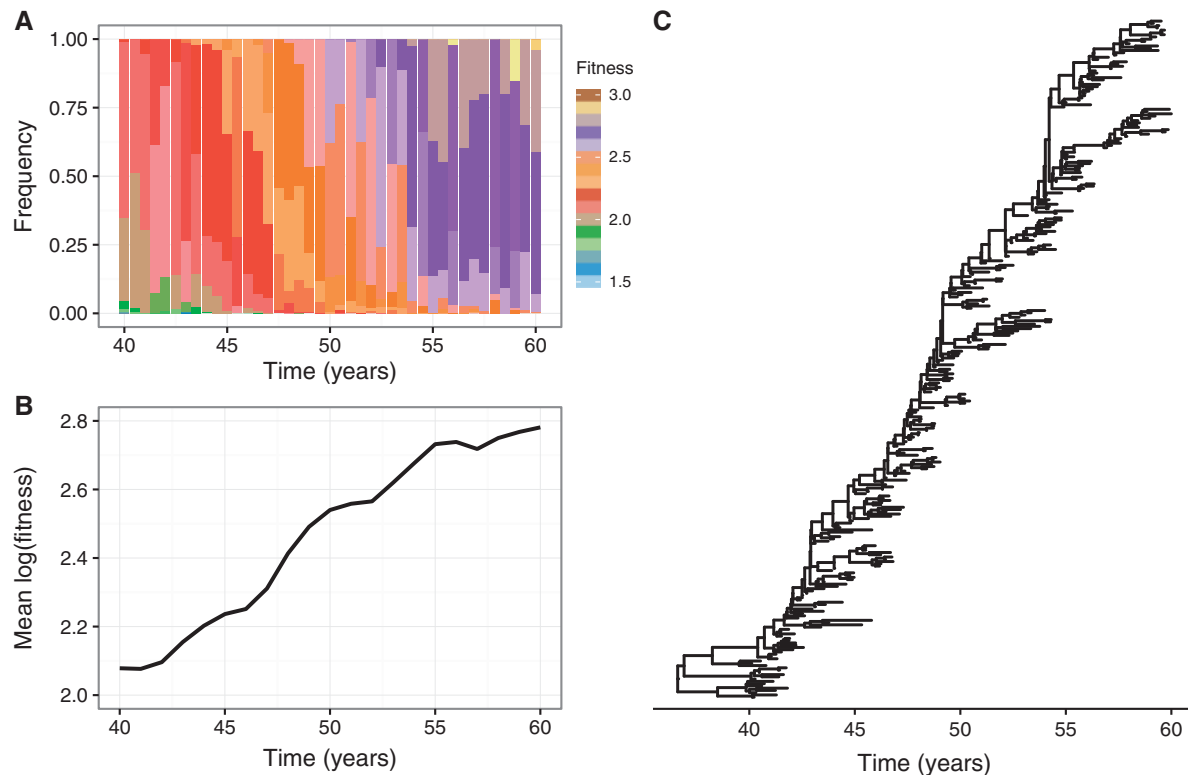 A
1.00
0.75
0.50
0.25
0.00
Frequency
40 45 50 55 60
Time (years)
Fitness
3.0
2.5
2.0
1.5
B
2.8
2.6
2.4
2.2
2.0
Mean log(fitness)
40 45 50 55 60
Time (years)
C
40 45 50 55 60
Time (years)